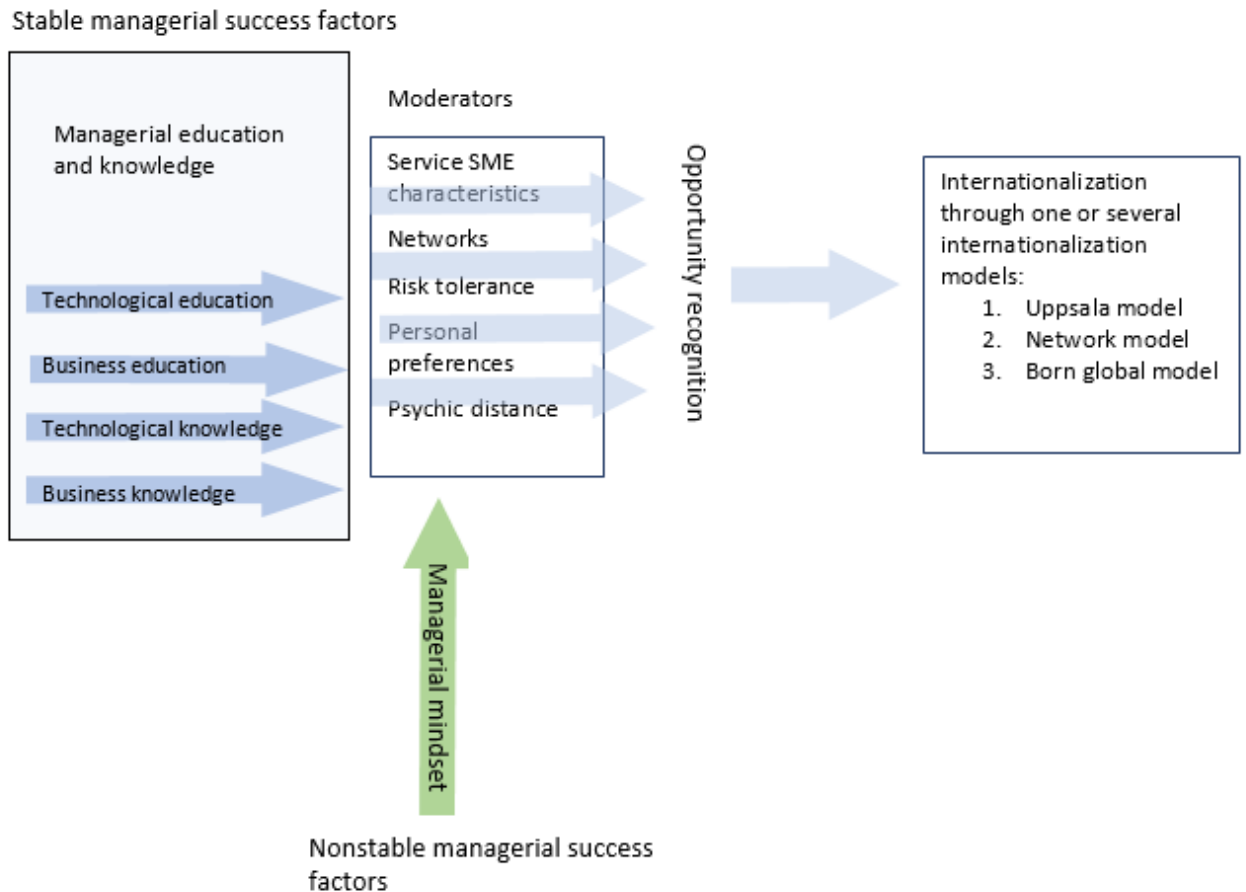 Stable managerial success factors
Managerial education
and knowledge
Technological education
Business education
Technological knowledge
Business knowledge
Moderators
Service SME
characteristics
Networks
Risk tolerance
Personal
preferences
Psychic distance
Opportunity recognition
Internationalization
through one or several
internationalization
models:
1. Uppsala model
2. Network model
3. Born global model
Managerial mindset
Nonstable managerial success
factors